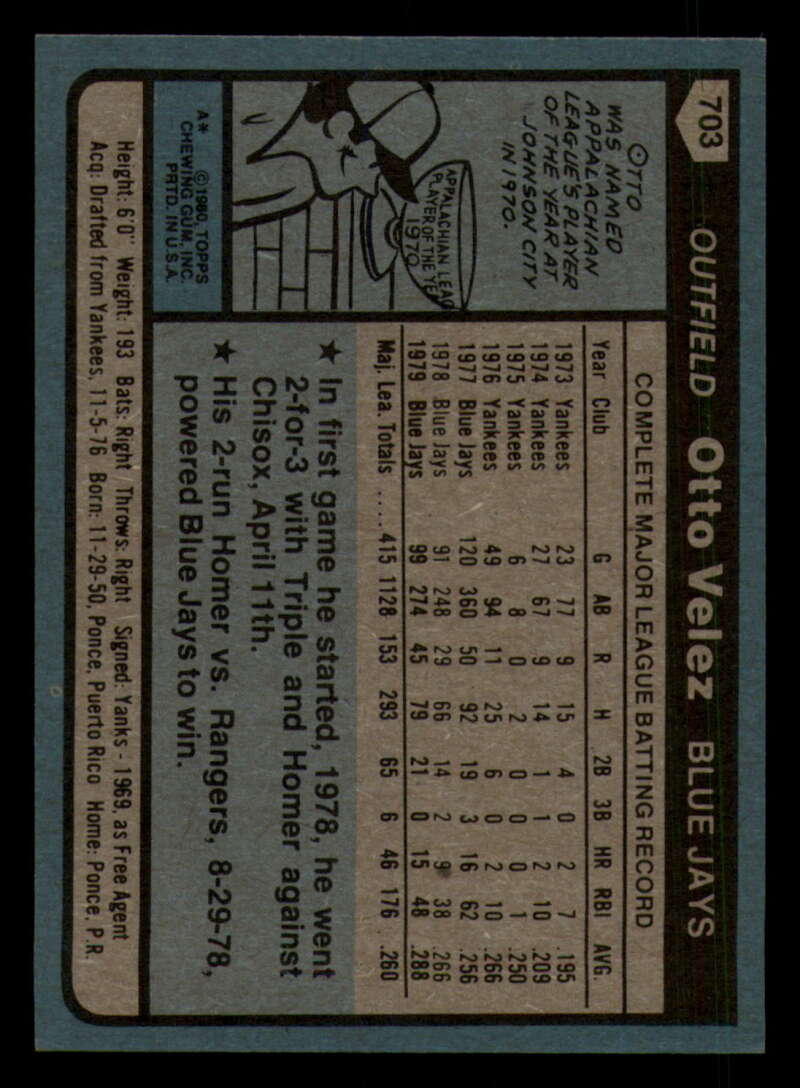 703 OUTFIELD Otto Velez BLUE JAYS
OTTO
WAS NAMED
APPALACHIAN
LEAGUE'S PLAYER
OF THE YEAR AT
JOHNSON CITY
IN 1970.
APPALACHIAN LEAG
PLAYER OF THE YE
1970
A* ©1980 TOPPS
CHEWING GUM, INC.
PRTD. IN U.S.A.
COMPLETE MAJOR LEAGUE BATTING RECORD
Year Club G AB R H 2B 3B HR RBI AVG.
1973 Yankees 23 77 9 15 4 0 2 7 .195
1974 Yankees 27 67 9 14 1 1 2 10 .209
1975 Yankees 6 8 0 2 0 0 0 1 .250
1976 Yankees 49 94 11 25 6 0 2 10 .266
1977 Blue Jays 120 360 50 92 19 3 16 62 .256
1978 Blue Jays 91 248 29 66 14 2 9 38 .266
1979 Blue Jays 99 274 45 79 21 0 15 48 .288
Maj. Lea. Totals .... 415 1128 153 293 65 6 46 176 .260
★ In first game he started, 1978, he went
2-for-3 with Triple and Homer against
Chisox, April 11th.
★ His 2-run Homer vs. Rangers, 8-29-78,
powered Blue Jays to win.
Height: 6'0" Weight: 193 Bats: Right Throws: Right Signed: Yanks - 1969, as Free Agent
Acq: Drafted from Yankees, 11-5-76 Born: 11-29-50, Ponce, Puerto Rico Home: Ponce, P.R.